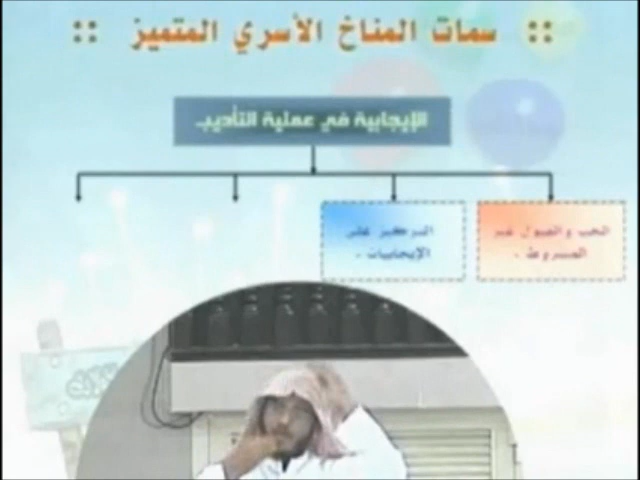 :: سمات المناخ الأسري المتميز ::
الإيجابية في عملية التأديب
الحب والقبول غير
المشروط .
التركيز على
الإيجابيات .